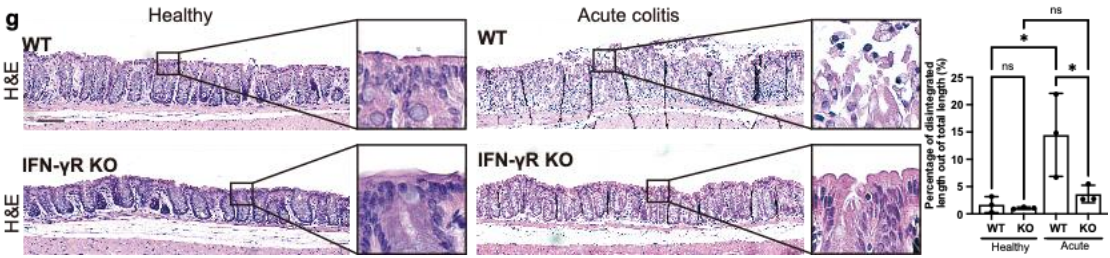 g
Healthy
Acute colitis
WT
H&E
WT
IFN-γR KO
H&E
IFN-γR KO
ns
*
ns
*
Percentage of disintegrated
length out of total length (%)
25
20
15
10
5
0
WT KO WT KO
Healthy Acute